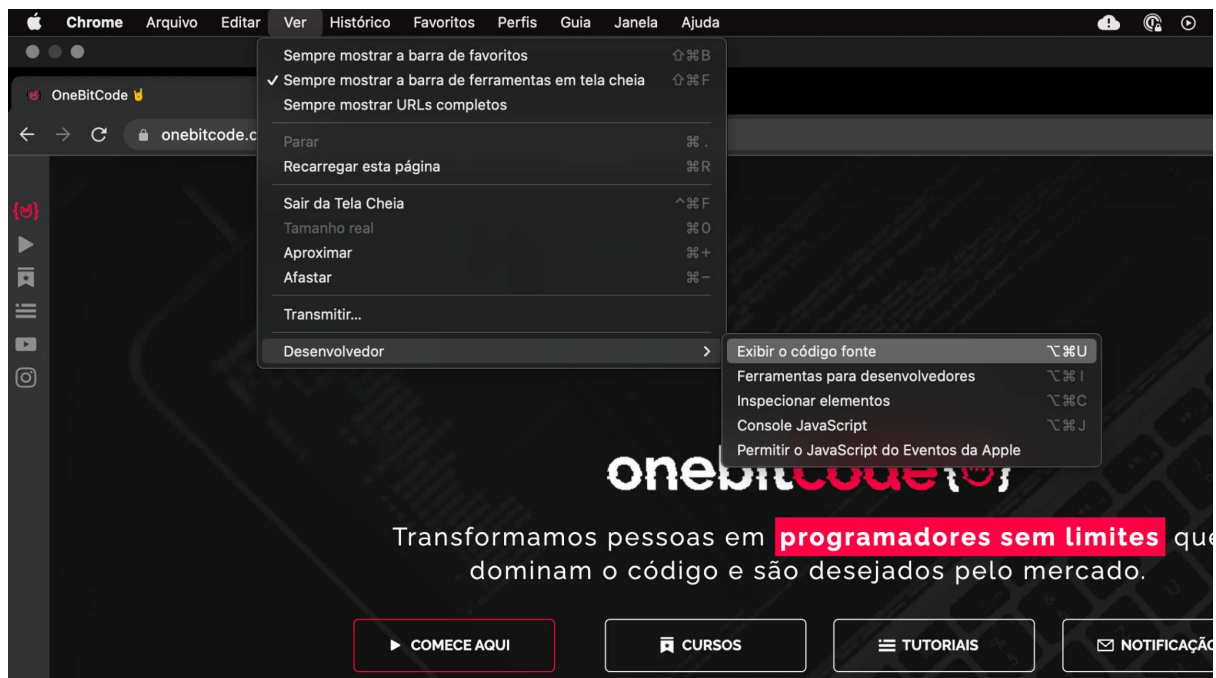 Chrome Arquivo Editar Ver Histórico Favoritos Perfis Guia Janela Ajuda
Sempre mostrar a barra de favoritos ⇧⌘B
✓ Sempre mostrar a barra de ferramentas em tela cheia ⇧⌘F
Sempre mostrar URLs completos
OneBitCode
onebitcode.c
Parar ⌘.
Recarregar esta página ⌘R
Sair da Tela Cheia ^⌘F
Tamanho real ⌘0
Aproximar ⌘+
Afastar ⌘−
Transmitir...
Desenvolvedor >
Exibir o código fonte ⌥⌘U
Ferramentas para desenvolvedores ⌥⌘I
Inspecionar elementos ⌥⌘C
Console JavaScript ⌥⌘J
Permitir o JavaScript do Eventos da Apple
onebitcode{}
Transformamos pessoas em programadores sem limites que
dominam o código e são desejados pelo mercado.
COMECE AQUI CURSOS TUTORIAIS NOTIFICAÇÃO